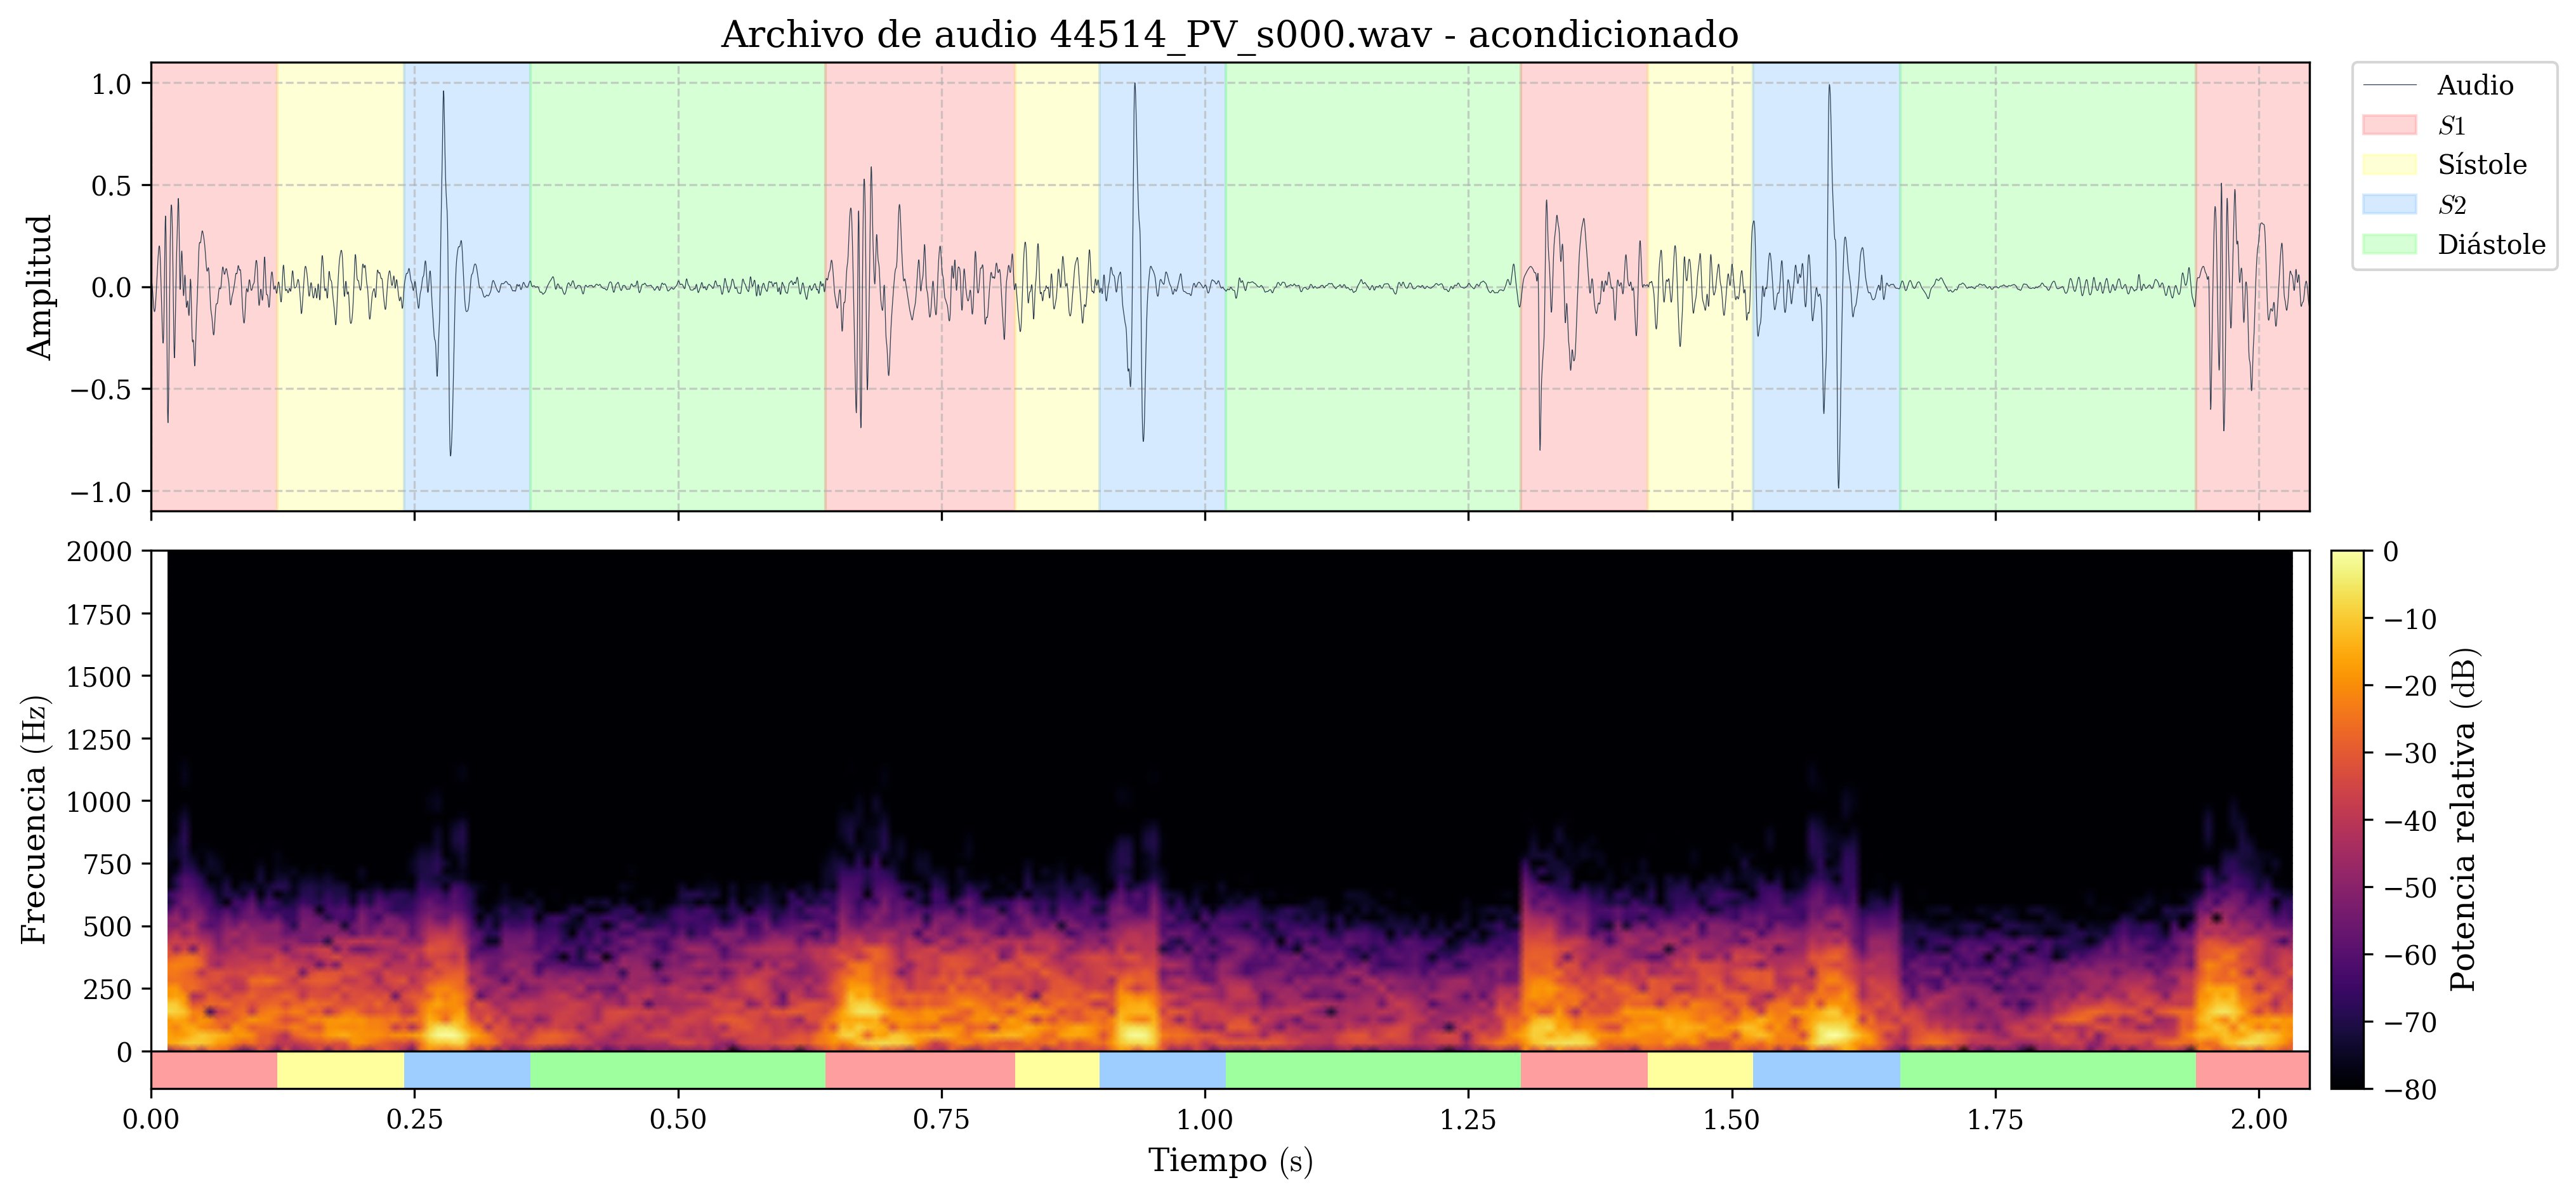 Archivo de audio 44514_PV_s000.wav - acondicionado
Amplitud
1.0
0.5
0.0
−0.5
−1.0
Audio
S1
Sístole
S2
Diástole
Frecuencia (Hz)
2000
1750
1500
1250
1000
750
500
250
0
0.00 0.25 0.50 0.75 1.00 1.25 1.50 1.75 2.00
Tiempo (s)
0
−10
−20
−30
−40
−50
−60
−70
−80
Potencia relativa (dB)